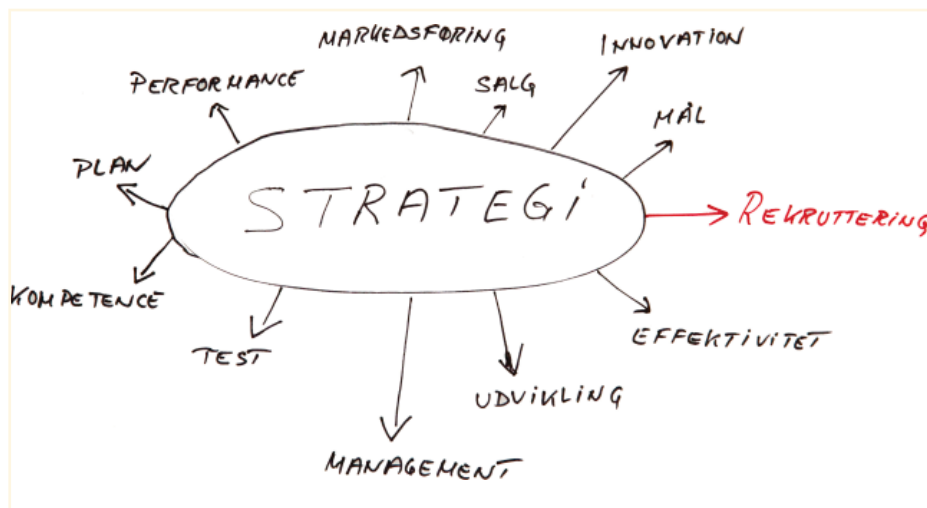 MARKEDSFØRING
INNOVATION
PERFORMANCE
SALG
MÅL
PLAN
STRATEGi
REKRUTTERING
KOMPETENCE
TEST
EFFEKTiViTET
UDViKLiNG
MANAGEMENT